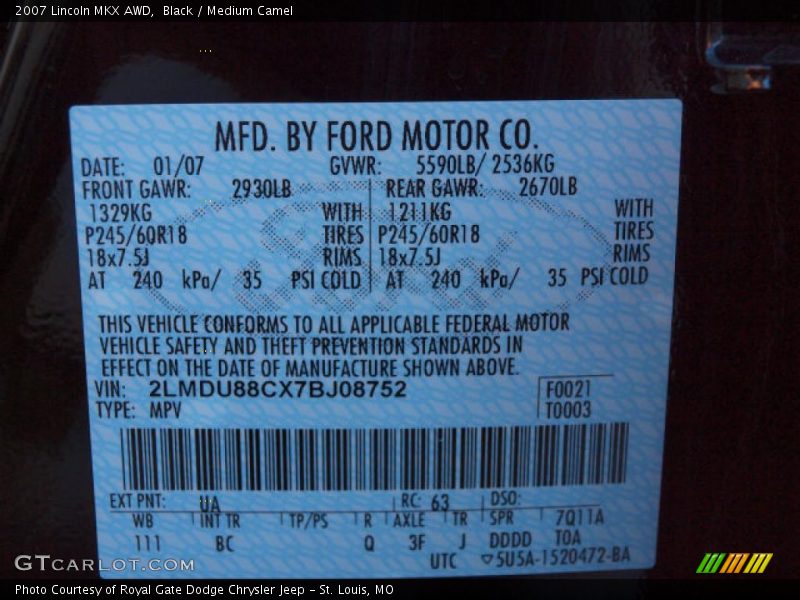 2007 Lincoln MKX AWD, Black / Medium Camel
MFD. BY FORD MOTOR CO.
DATE: 01/07 GVWR: 5590LB/ 2536KG
FRONT GAWR: 2930LB REAR GAWR: 2670LB
1329KG WITH 1211KG WITH
P245/60R18 TIRES P245/60R18 TIRES
18x7.5J RIMS 18x7.5J RIMS
AT 240 kPa/ 35 PSI COLD AT 240 kPa/ 35 PSI COLD
THIS VEHICLE CONFORMS TO ALL APPLICABLE FEDERAL MOTOR
VEHICLE SAFETY AND THEFT PREVENTION STANDARDS IN
EFFECT ON THE DATE OF MANUFACTURE SHOWN ABOVE.
VIN: 2LMDU88CX7BJ08752 F0021
TYPE: MPV T0003
EXT PNT: UA RC: 63 DSO:
WB INT TR TP/PS R AXLE TR SPR 7Q11A
111 BC Q 3F J DDDD TOA
UTC 5U5A-1520472-BA
GTCARLOT.COM
Photo Courtesy of Royal Gate Dodge Chrysler Jeep - St. Louis, MO